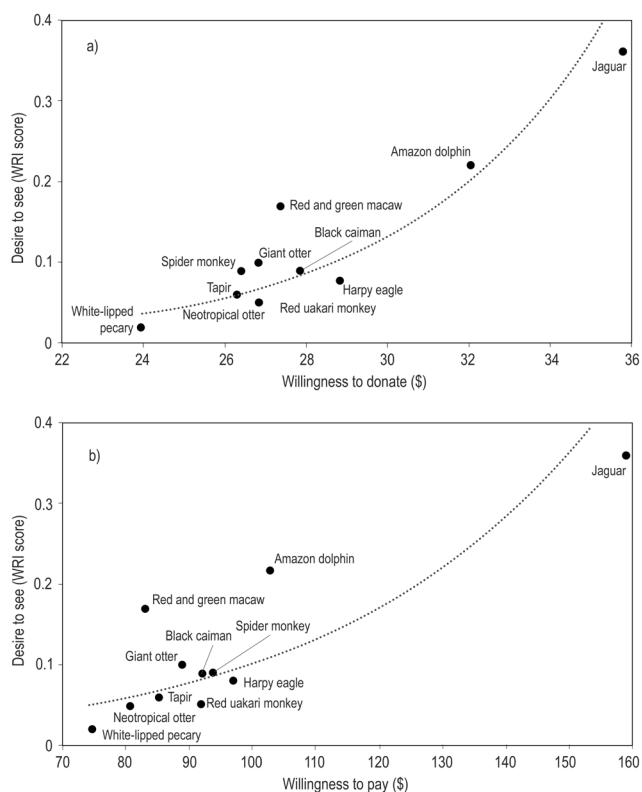 a)
Desire to see (WRI score)
0.4
0.3
0.2
0.1
0
Jaguar
Amazon dolphin
Red and green macaw
Black caiman
Giant otter
Spider monkey
Harpy eagle
Tapir
Neotropical otter
Red uakari monkey
White-lipped
pecary
22 24 26 28 30 32 34 36
Willingness to donate ($)
b)
Desire to see (WRI score)
0.4
0.3
0.2
0.1
0
Jaguar
Amazon dolphin
Red and green macaw
Spider monkey
Black caiman
Giant otter
Harpy eagle
Tapir
Red uakari monkey
Neotropical otter
White-lipped pecary
70 80 90 100 110 120 130 140 150 160
Willingness to pay ($)